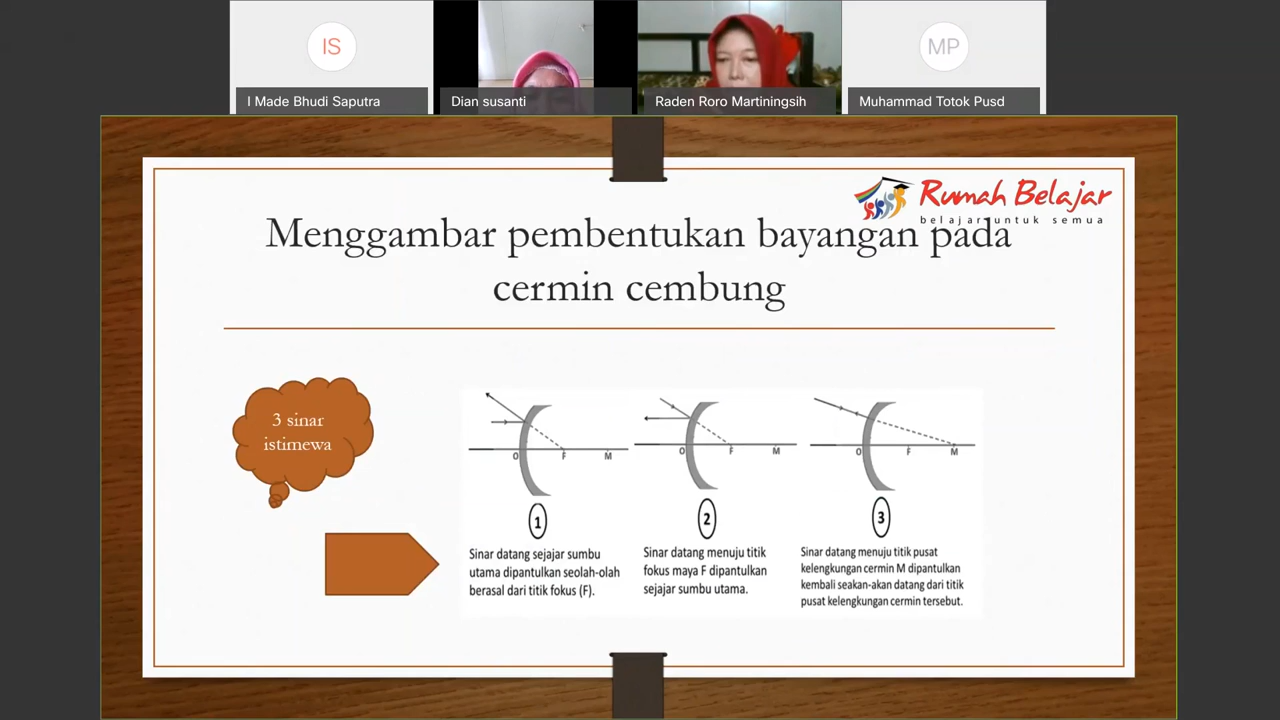 IS
I Made Bhudi Saputra
Dian susanti
Raden Roro Martiningsih
MP
Muhammad Totok Pusd
Rumah Belajar
belajar untuk semua
Menggambar pembentukan bayangan pada
cermin cembung
3 sinar
istimewa
O F M
O F M
O F M
1
2
3
Sinar datang sejajar sumbu
utama dipantulkan seolah-olah
berasal dari titik fokus (F).
Sinar datang menuju titik
fokus maya F dipantulkan
sejajar sumbu utama.
Sinar datang menuju titik pusat
kelengkungan cermin M dipantulkan
kembali seakan-akan datang dari titik
pusat kelengkungan cermin tersebut.